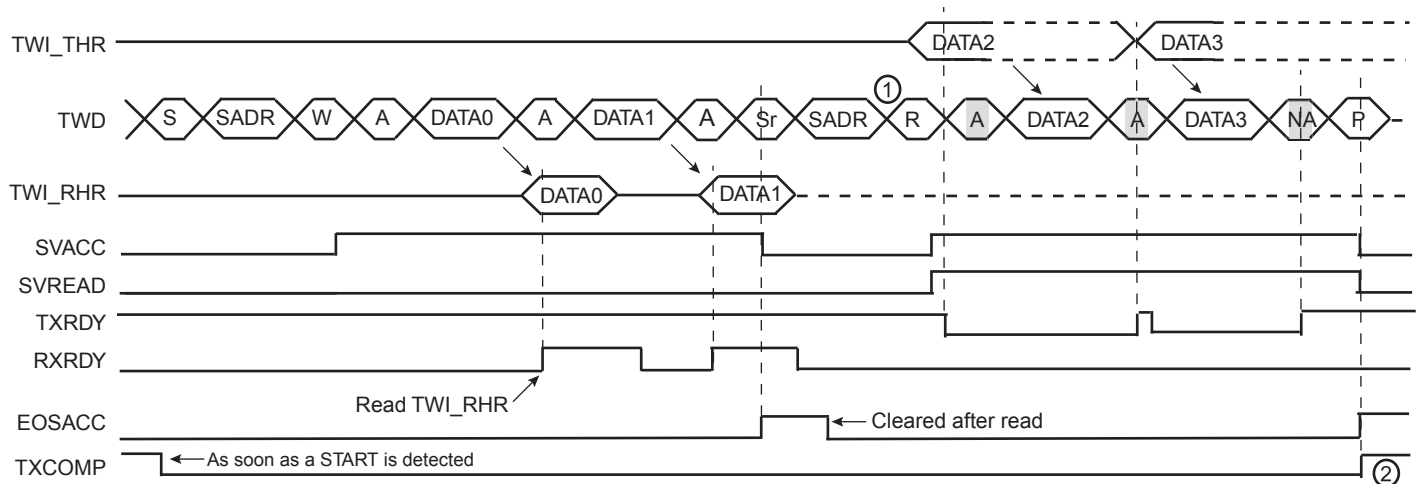 TWI_THR DATA2 DATA3
①
TWD S SADR W A DATA0 A DATA1 A Sr SADR R A DATA2 A DATA3 NA P
TWI_RHR DATA0 DATA1
SVACC
SVREAD
TXRDY
RXRDY
Read TWI_RHR
EOSACC Cleared after read
TXCOMP As soon as a START is detected ②